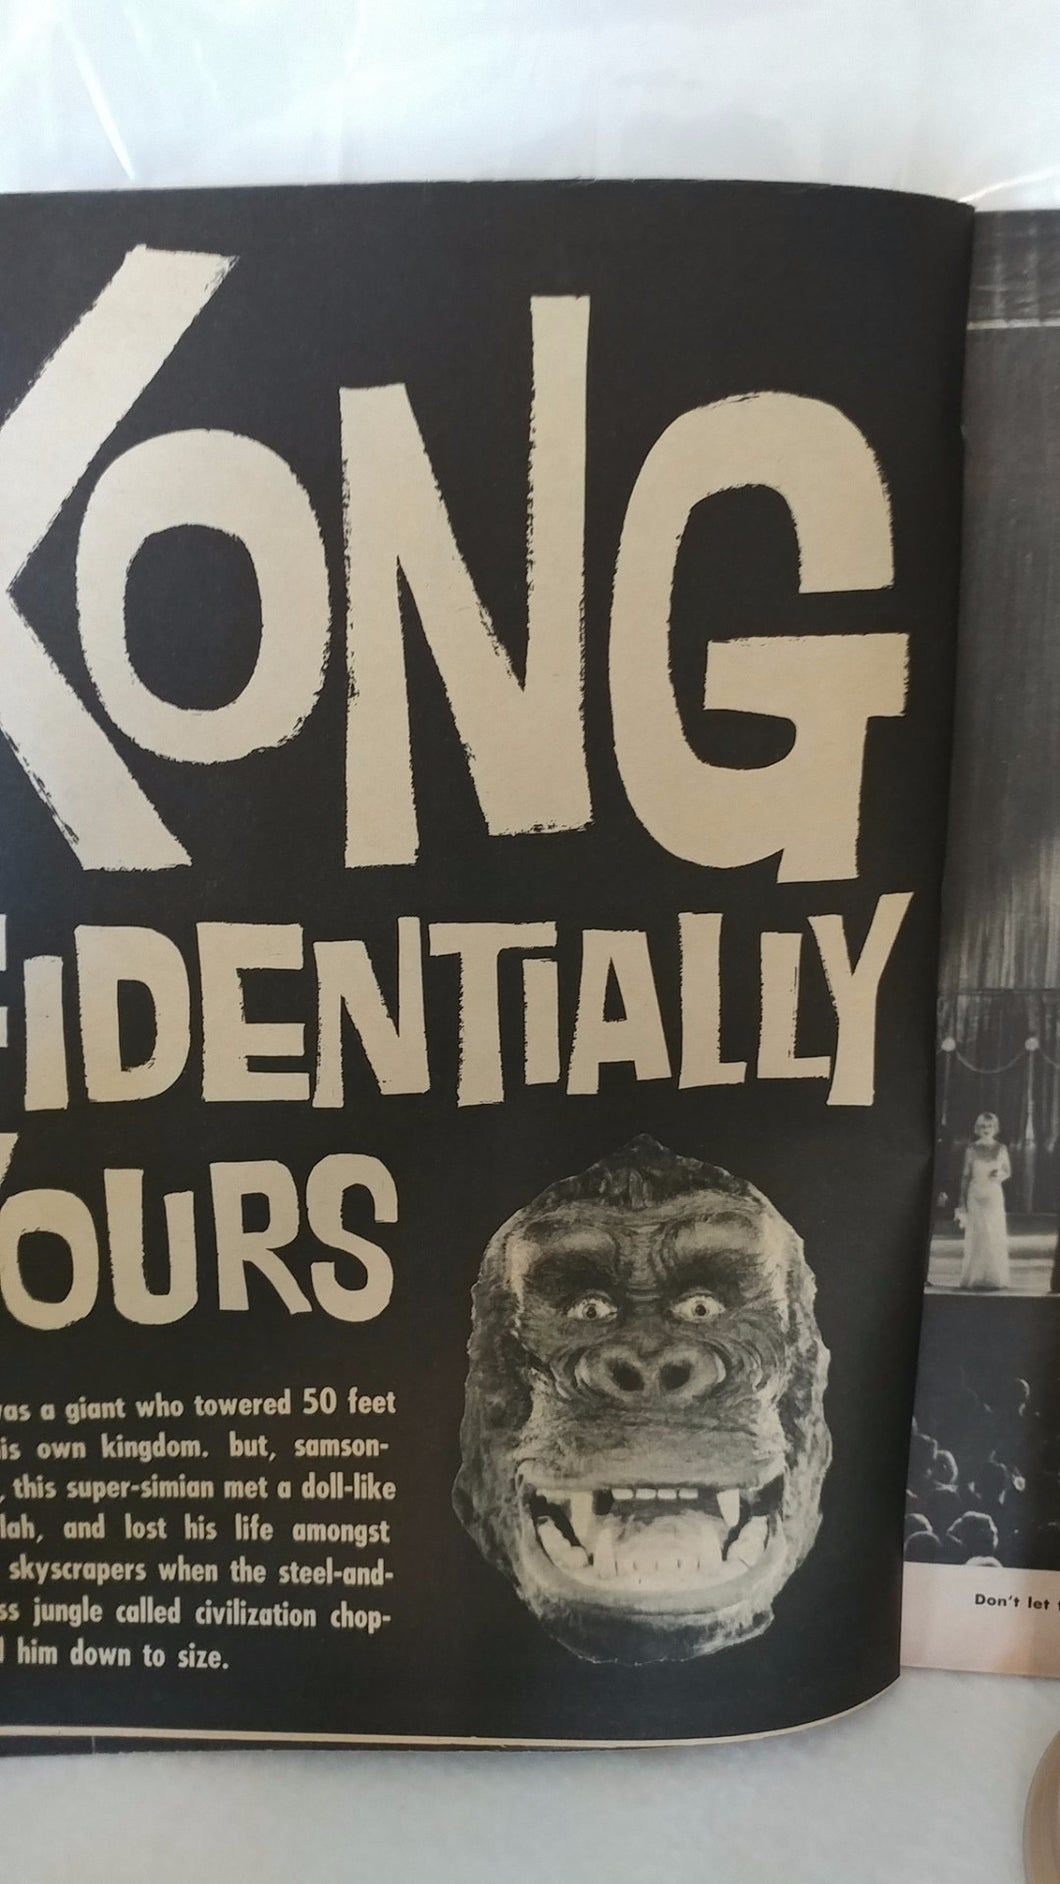 KONG
FIDENTIALLY
YOURS
was a giant who towered 50 feet
is own kingdom. but, samson-
, this super-simian met a doll-like
lah, and lost his life amongst
skyscrapers when the steel-and-
ss jungle called civilization chop-
him down to size.
Don't let